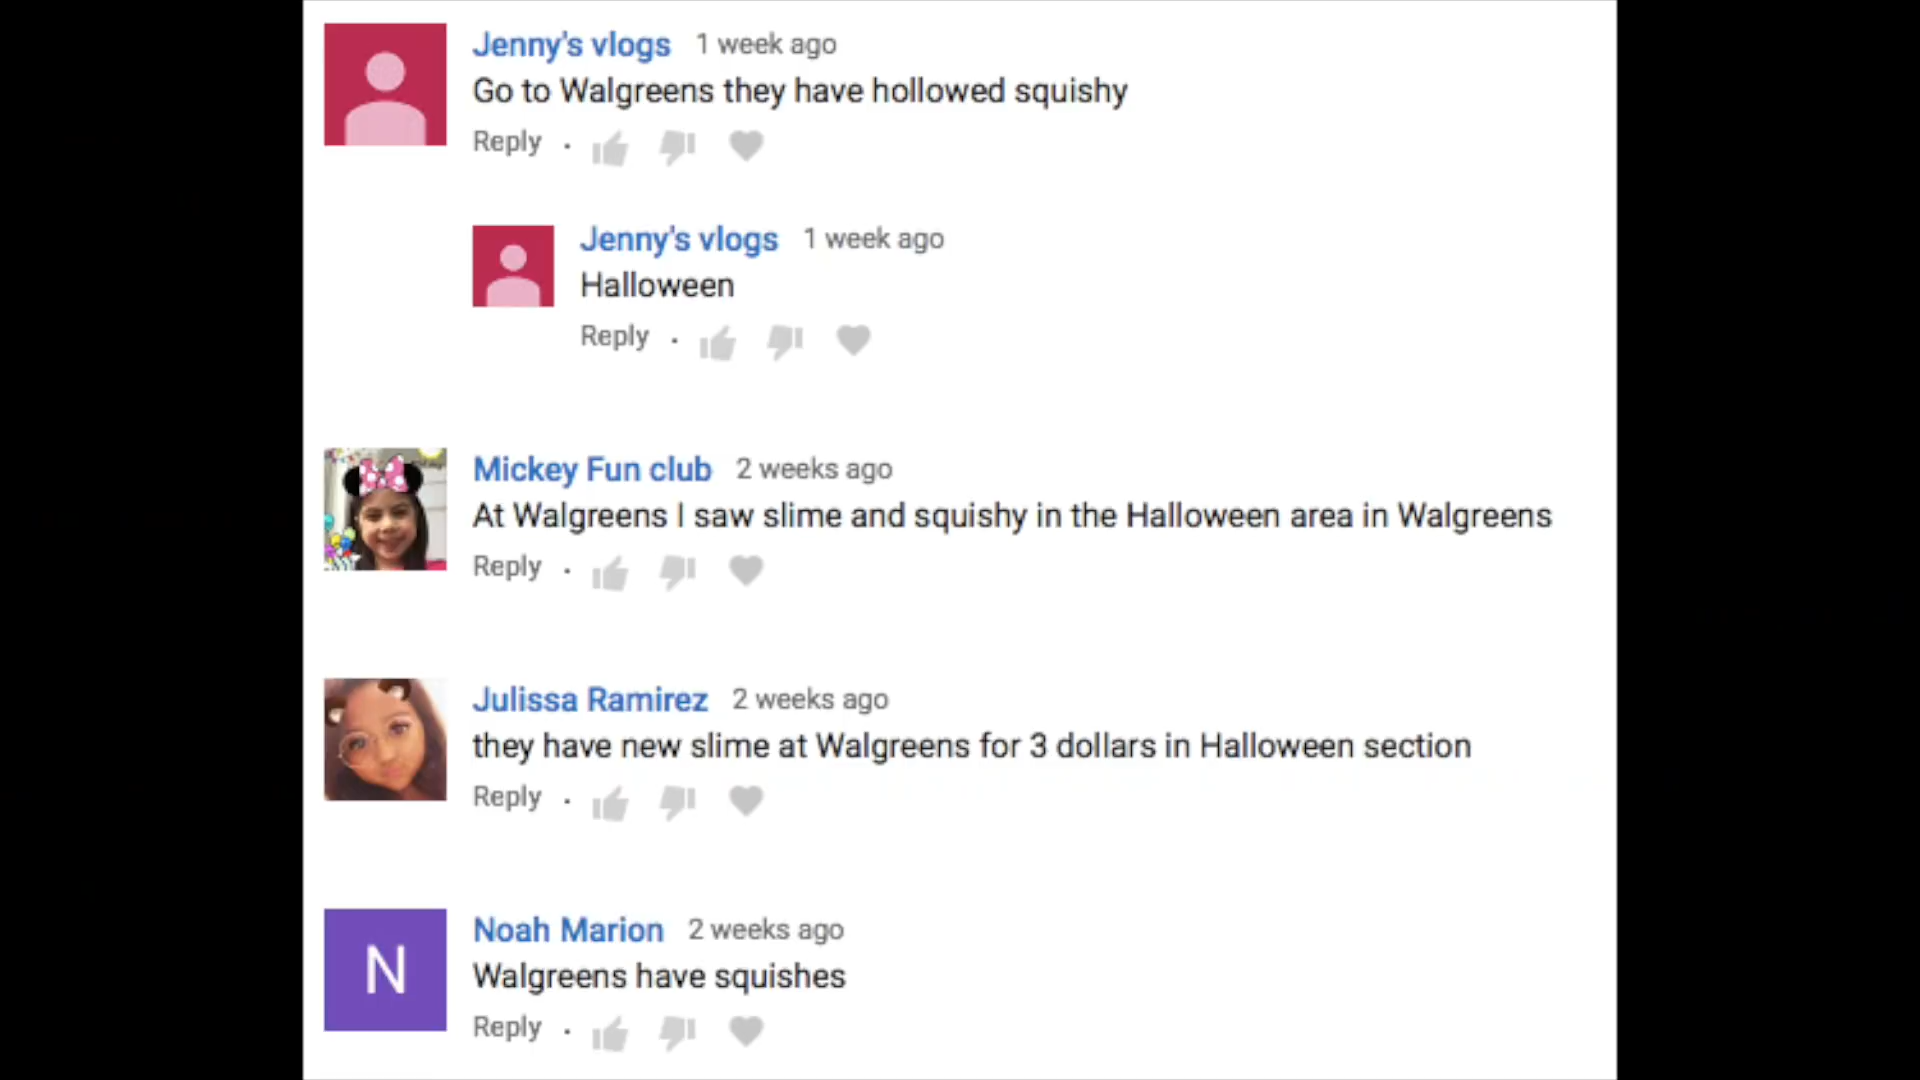 Jenny's vlogs 1 week ago
Go to Walgreens they have hollowed squishy
Reply .
Jenny's vlogs 1 week ago
Halloween
Reply .
Mickey Fun club 2 weeks ago
At Walgreens I saw slime and squishy in the Halloween area in Walgreens
Reply .
Julissa Ramirez 2 weeks ago
they have new slime at Walgreens for 3 dollars in Halloween section
Reply .
N
Noah Marion 2 weeks ago
Walgreens have squishes
Reply .